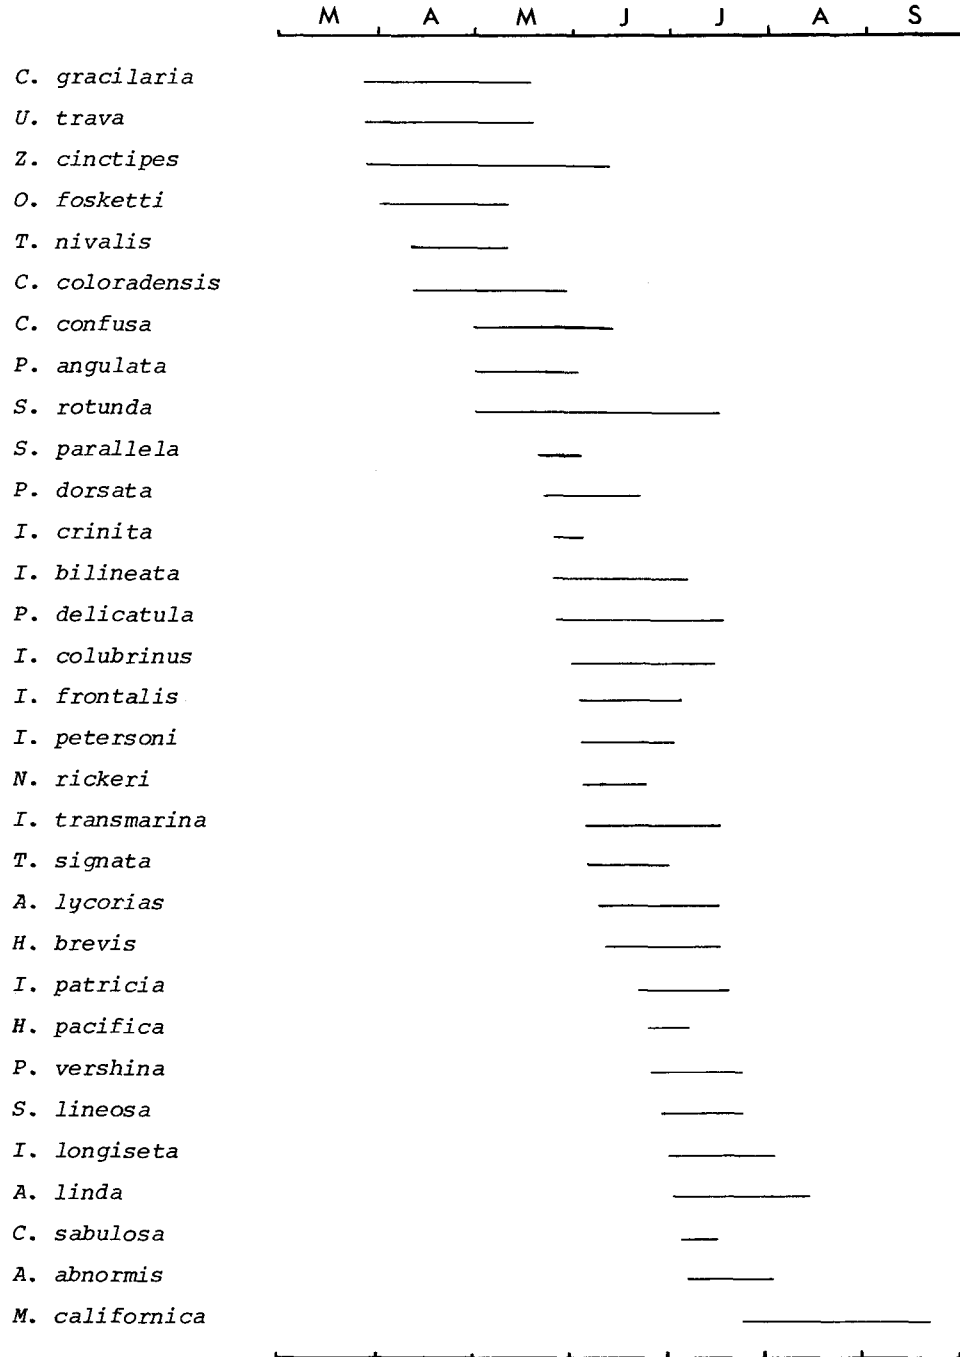 M A M J J A S
C. gracilaria
U. trava
Z. cinctipes
O. fosketti
T. nivalis
C. coloradensis
C. confusa
P. angulata
S. rotunda
S. parallela
P. dorsata
I. crinita
I. bilineata
P. delicatula
I. colubrinus
I. frontalis
I. petersoni
N. rickeri
I. transmarina
T. signata
A. lycorias
H. brevis
I. patricia
H. pacifica
P. vershina
S. lineosa
I. longiseta
A. linda
C. sabulosa
A. abnormis
M. californica